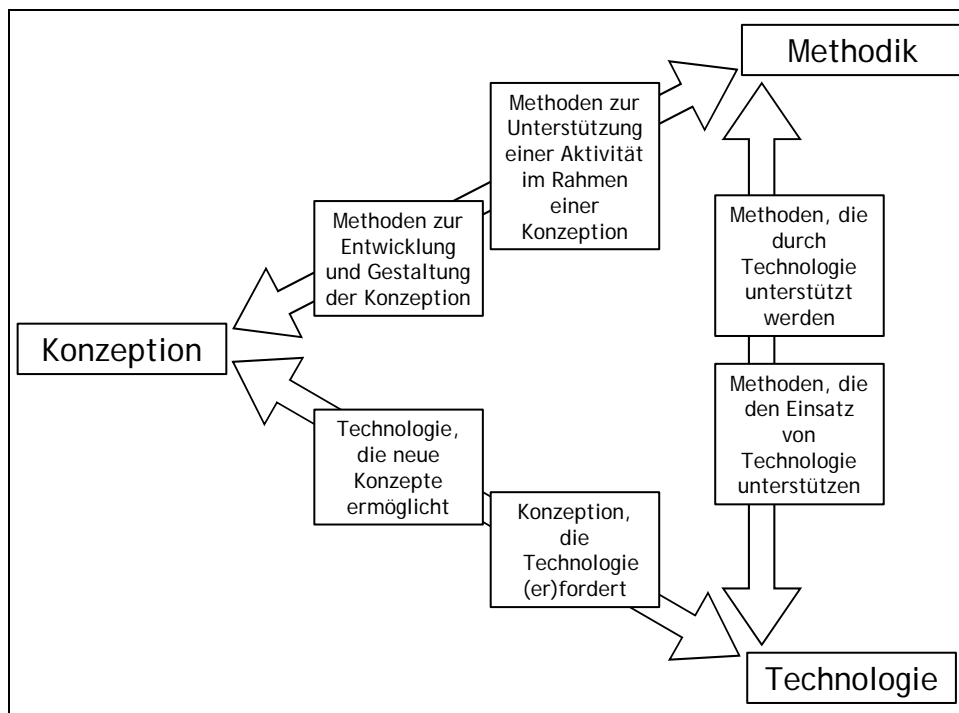 Methodik
Methoden zur
Unterstützung
einer Aktivität
im Rahmen
einer
Konzeption
Methoden zur
Entwicklung
und Gestaltung
der Konzeption
Methoden, die
durch
Technologie
unterstützt
werden
Konzeption
Methoden, die
den Einsatz
von
Technologie
unterstützen
Technologie,
die neue
Konzepte
ermöglicht
Konzeption,
die
Technologie
(er)fordert
Technologie